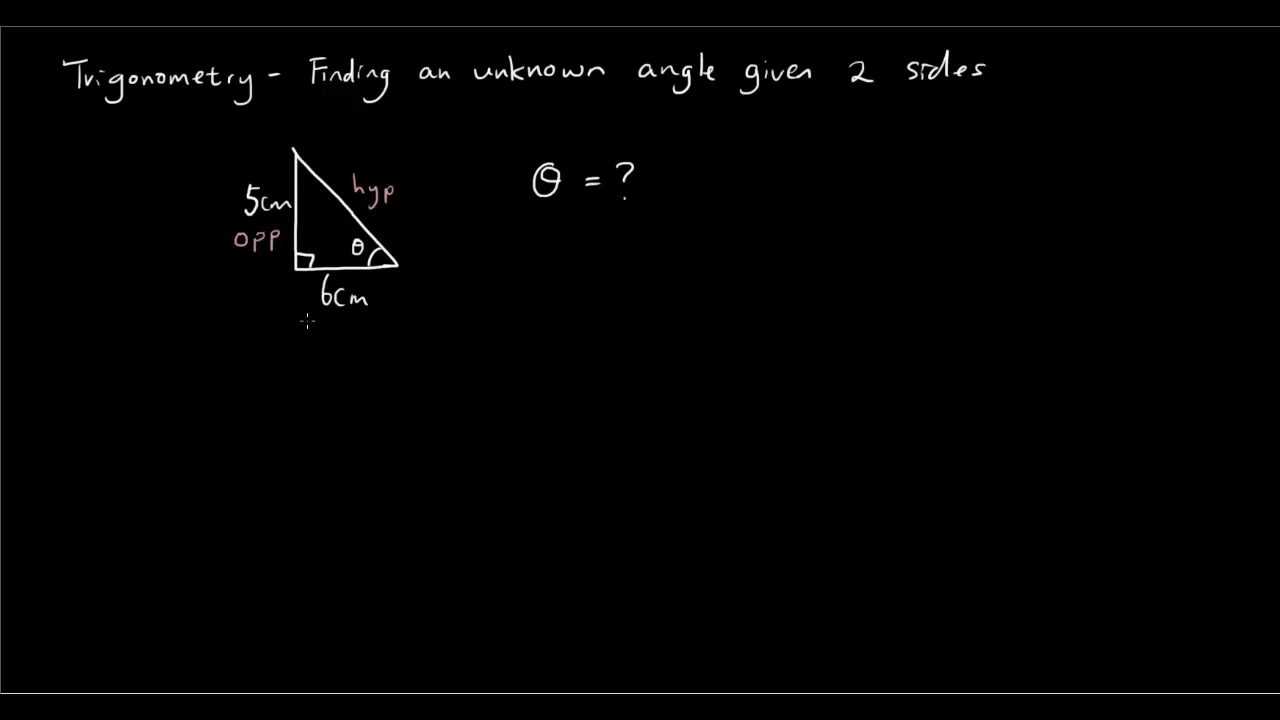 Trigonometry - Finding an unknown angle given 2 sides
θ = ?
hyp
5cm
opp
θ
6cm